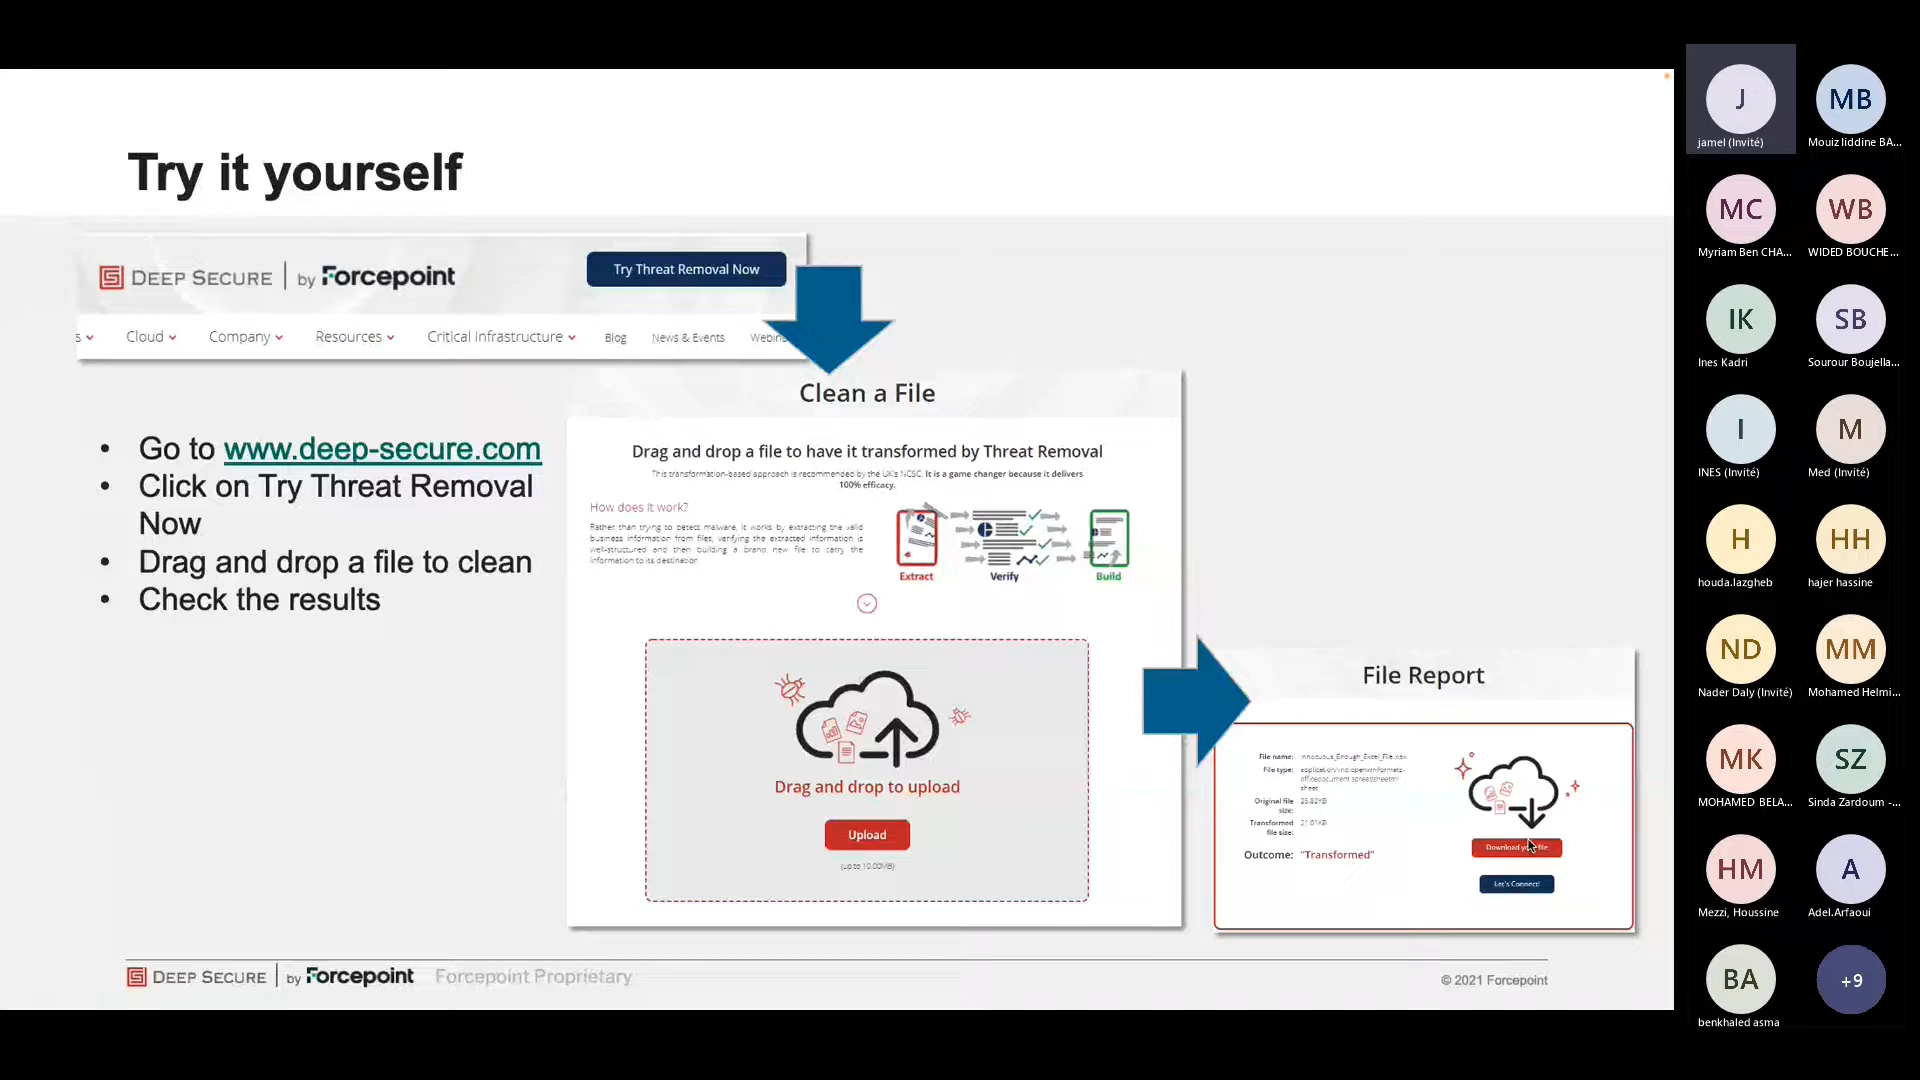 Try it yourself
DEEP SECURE | by Forcepoint
Try Threat Removal Now
s
Cloud
Company
Resources
Critical Infrastructure
Blog
News & Events
Clean a File
• Go to www.deep-secure.com
• Click on Try Threat Removal
Now
• Drag and drop a file to clean
• Check the results
Drag and drop a file to have it transformed by Threat Removal
This transformation-based approach is recommended by the UK's NCSC. It is a game changer because it delivers
100% efficacy.
How does it work?
Rather than trying to detect malware, it works by extracting the valid
business information from files, verifying the extracted information is
well-structured and then building a brand new file to carry the
information to its destination
Extract
Verify
Build
Drag and drop to upload
Upload
(up to 10.00MB)
File Report
File name: Innocuous_Enough_Excel_File.xlsx
File type:
sheet
Original file
size: 25.82KB
Transformed
file size: 21.01KB
Outcome: "Transformed"
Download your file
Let's Connect!
DEEP SECURE | by Forcepoint
Forcepoint Proprietary
© 2021 Forcepoint
J
jamel (Invité)
MB
Mouiz liddine BA...
MC
Myriam Ben CHA...
WB
WIDED BOUCHE...
IK
Ines Kadri
SB
Sourour Boujella...
I
INES (Invité)
M
Med (Invité)
H
houda.lazgheb
HH
hajer hassine
ND
Nader Daly (Invité)
MM
Mohamed Helmi...
MK
MOHAMED BELA...
SZ
Sinda Zardoum -...
HM
Mezzi, Houssine
A
Adel.Arfaoui
BA
benkhaled asma
+9